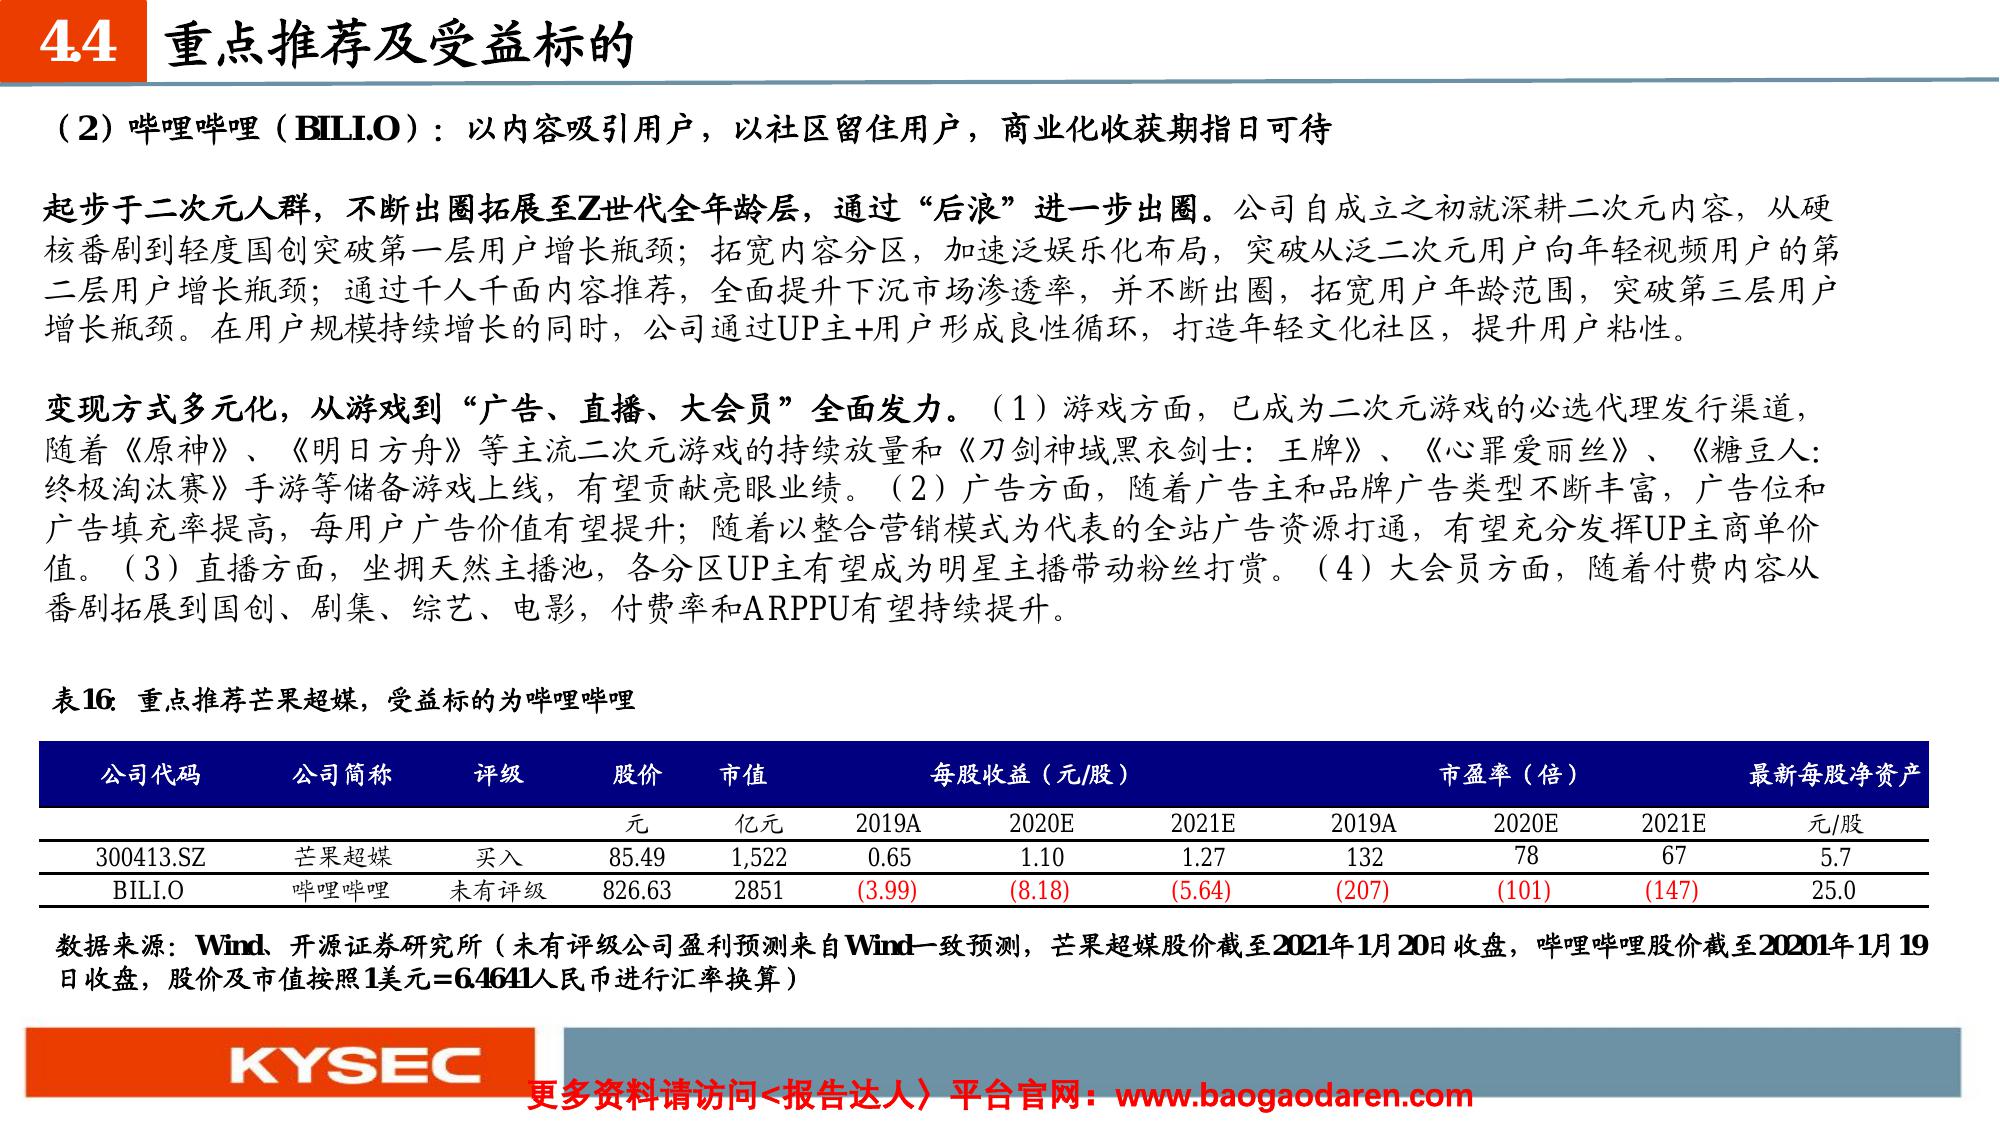 4.4 重点推荐及受益标的
（2）哔哩哔哩（BILI.O）：以内容吸引用户，以社区留住用户，商业化收获期指日可待
起步于二次元人群，不断出圈拓展至Z世代全年龄层，通过“后浪”进一步出圈。公司自成立之初就深耕二次元内容，从硬
核番剧到轻度国创突破第一层用户增长瓶颈；拓宽内容分区，加速泛娱乐化布局，突破从泛二次元用户向年轻视频用户的第
二层用户增长瓶颈；通过千人千面内容推荐，全面提升下沉市场渗透率，并不断出圈，拓宽用户年龄范围，突破第三层用户
增长瓶颈。在用户规模持续增长的同时，公司通过UP主+用户形成良性循环，打造年轻文化社区，提升用户粘性。
变现方式多元化，从游戏到“广告、直播、大会员”全面发力。（1）游戏方面，已成为二次元游戏的必选代理发行渠道，
随着《原神》、《明日方舟》等主流二次元游戏的持续放量和《刀剑神域黑衣剑士：王牌》、《心罪爱丽丝》、《糖豆人：
终极淘汰赛》手游等储备游戏上线，有望贡献亮眼业绩。（2）广告方面，随着广告主和品牌广告类型不断丰富，广告位和
广告填充率提高，每用户广告价值有望提升；随着以整合营销模式为代表的全站广告资源打通，有望充分发挥UP主商单价
值。（3）直播方面，坐拥天然主播池，各分区UP主有望成为明星主播带动粉丝打赏。（4）大会员方面，随着付费内容从
番剧拓展到国创、剧集、综艺、电影，付费率和ARPPU有望持续提升。
表16：重点推荐芒果超媒，受益标的为哔哩哔哩
公司代码 公司简称 评级 股价 市值 每股收益（元/股） 市盈率（倍） 最新每股净资产
元 亿元 2019A 2020E 2021E 2019A 2020E 2021E 元/股
300413.SZ 芒果超媒 买入 85.49 1,522 0.65 1.10 1.27 132 78 67 5.7
BILI.O 哔哩哔哩 未有评级 826.63 2851 (3.99) (8.18) (5.64) (207) (101) (147) 25.0
数据来源：Wind、开源证券研究所（未有评级公司盈利预测来自Wind一致预测，芒果超媒股价截至2021年1月20日收盘，哔哩哔哩股价截至20201年1月19
日收盘，股价及市值按照1美元=6.4641人民币进行汇率换算）
KYSEC
更多资料请访问<报告达人〉平台官网：www.baogaodaren.com